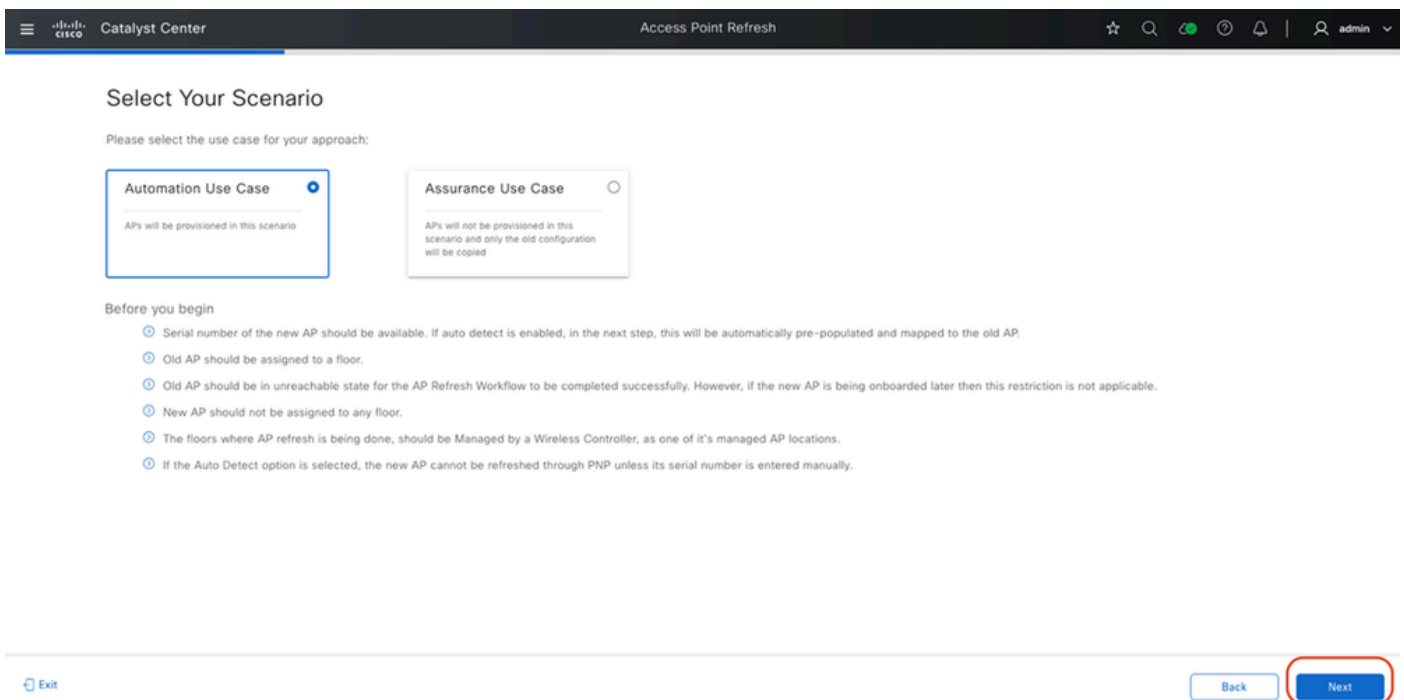 CISCO Catalyst Center Access Point Refresh admin
Select Your Scenario
Please select the use case for your approach:
Automation Use Case
APs will be provisioned in this scenario
Assurance Use Case
APs will not be provisioned in this
scenario and only the old configuration
will be copied
Before you begin
Serial number of the new AP should be available. If auto detect is enabled, in the next step, this will be automatically pre-populated and mapped to the old AP.
Old AP should be assigned to a floor.
Old AP should be in unreachable state for the AP Refresh Workflow to be completed successfully. However, if the new AP is being onboarded later then this restriction is not applicable.
New AP should not be assigned to any floor.
The floors where AP refresh is being done, should be Managed by a Wireless Controller, as one of it's managed AP locations.
If the Auto Detect option is selected, the new AP cannot be refreshed through PNP unless its serial number is entered manually.
Exit Back Next